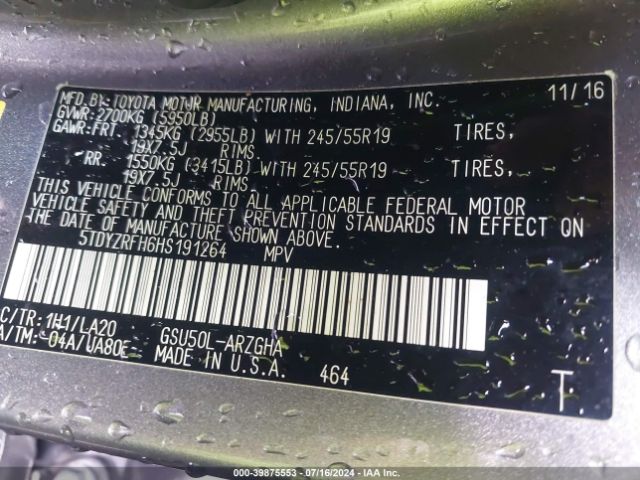 MFD. BY: TOYOTA MOTOR MANUFACTURING, INDIANA, INC. 11/16
GVWR: 2700KG (5950LB)
GAWR: FRT. 1345KG (2955LB) WITH 245/55R19 TIRES,
19X7.5J RIMS
RR. 1550KG (3415LB) WITH 245/55R19 TIRES,
19X7.5J RIMS
THIS VEHICLE CONFORMS TO ALL APPLICABLE FEDERAL MOTOR
VEHICLE SAFETY AND THEFT PREVENTION STANDARDS IN EFFECT ON
THE DATE OF MANUFACTURE SHOWN ABOVE.
5TDYZRFH6HS191264 MPV
C/TR: 1H1/LA20 GSU50L-ARZGHA
A/TM: -04A/UA80E MADE IN U.S.A. 464 T
000-39875553 - 07/16/2024 - IAA Inc.